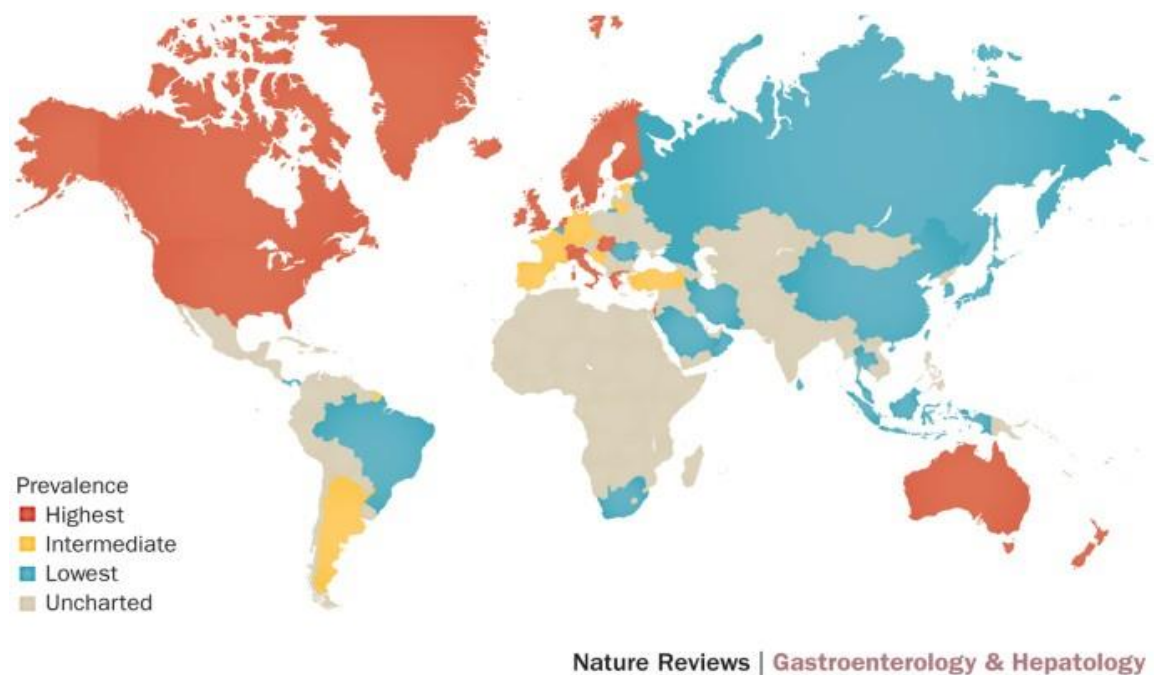 Prevalence
Highest
Intermediate
Lowest
Uncharted
Nature Reviews | Gastroenterology & Hepatology